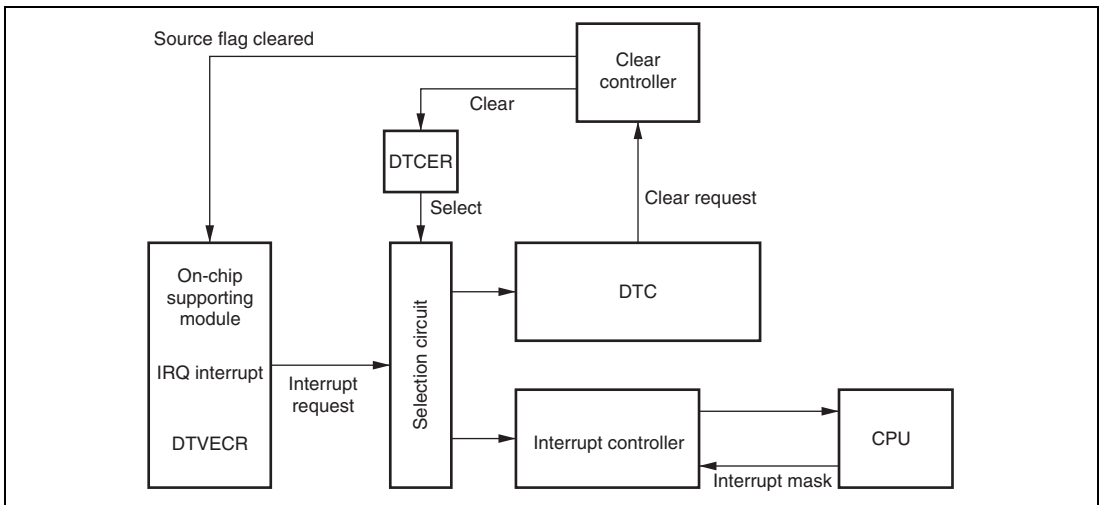 Source flag cleared
Clear
controller
Clear
DTCER
Clear request
Select
On-chip
supporting
module
DTC
Selection circuit
IRQ interrupt
Interrupt
request
DTVECR
Interrupt controller
CPU
Interrupt mask